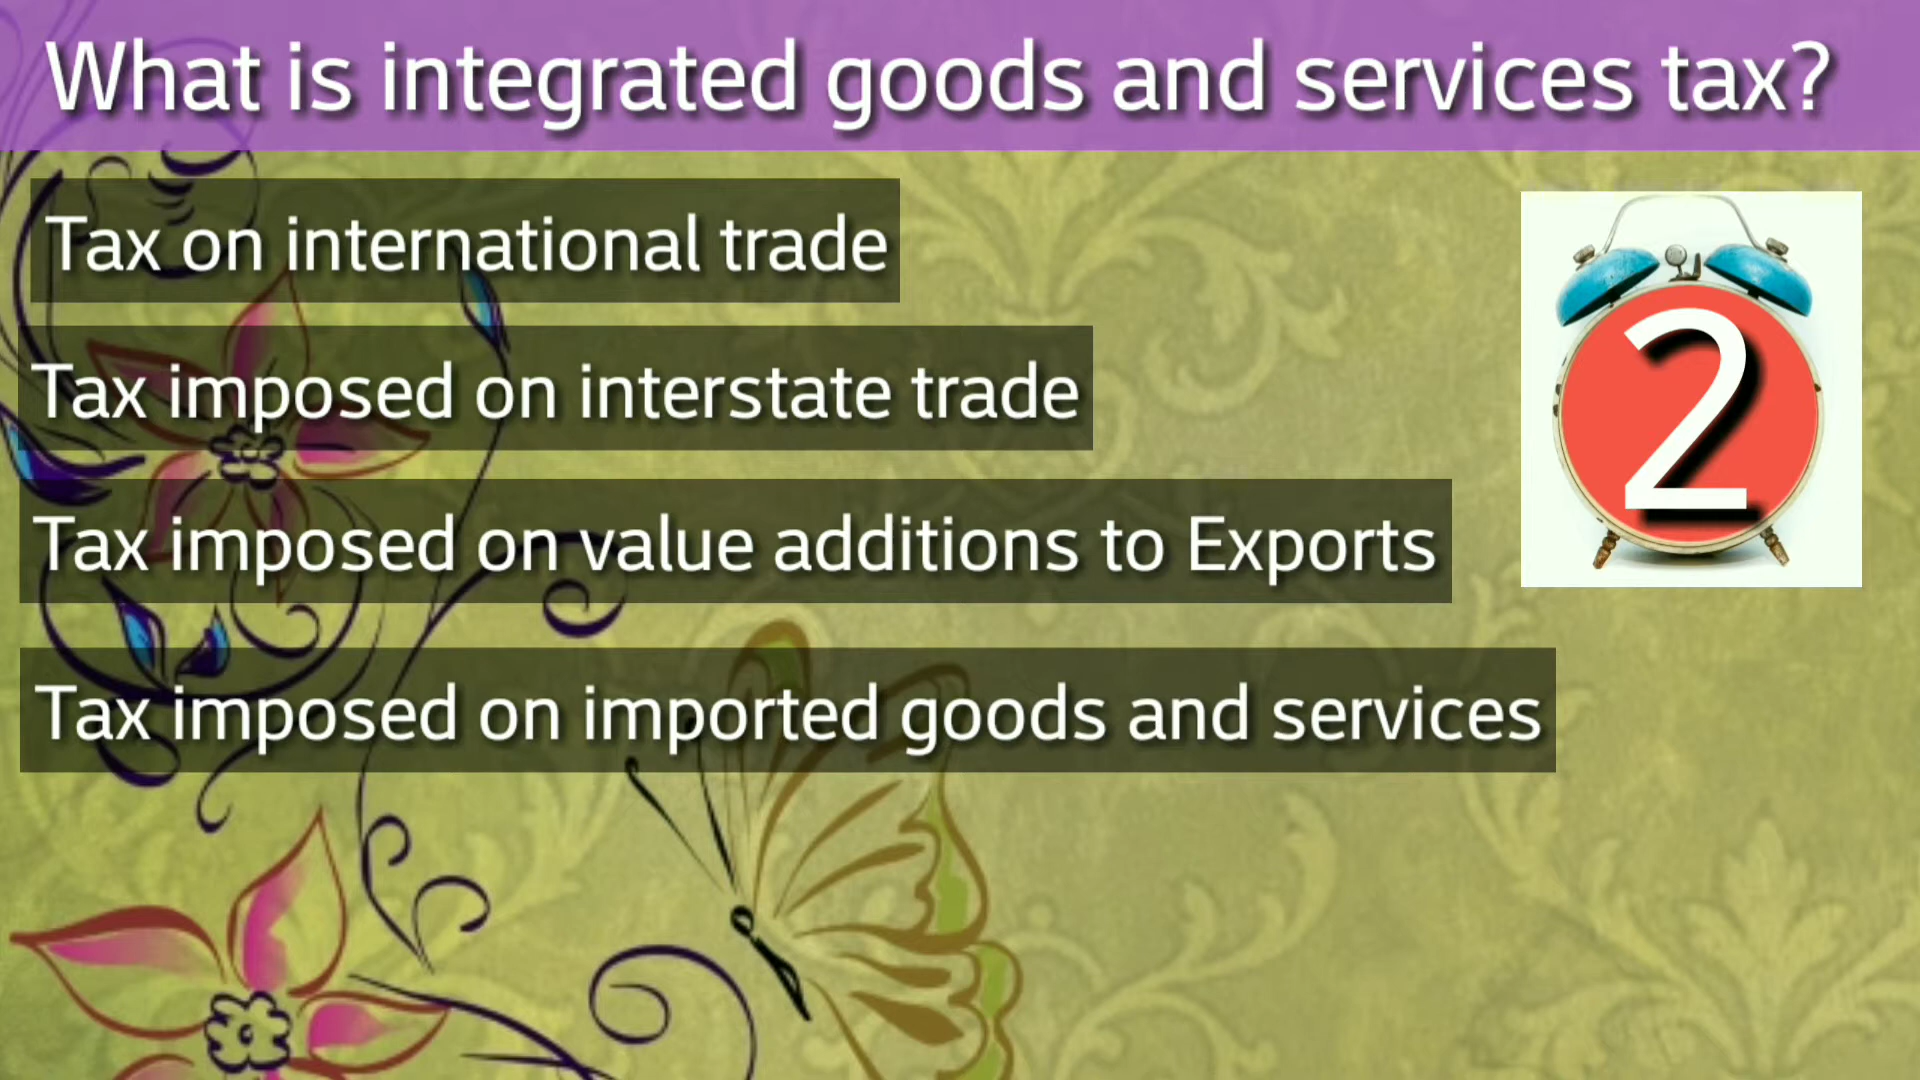 What is integrated goods and services tax?
Tax on international trade
Tax imposed on interstate trade
2
Tax imposed on value additions to Exports
Tax imposed on imported goods and services